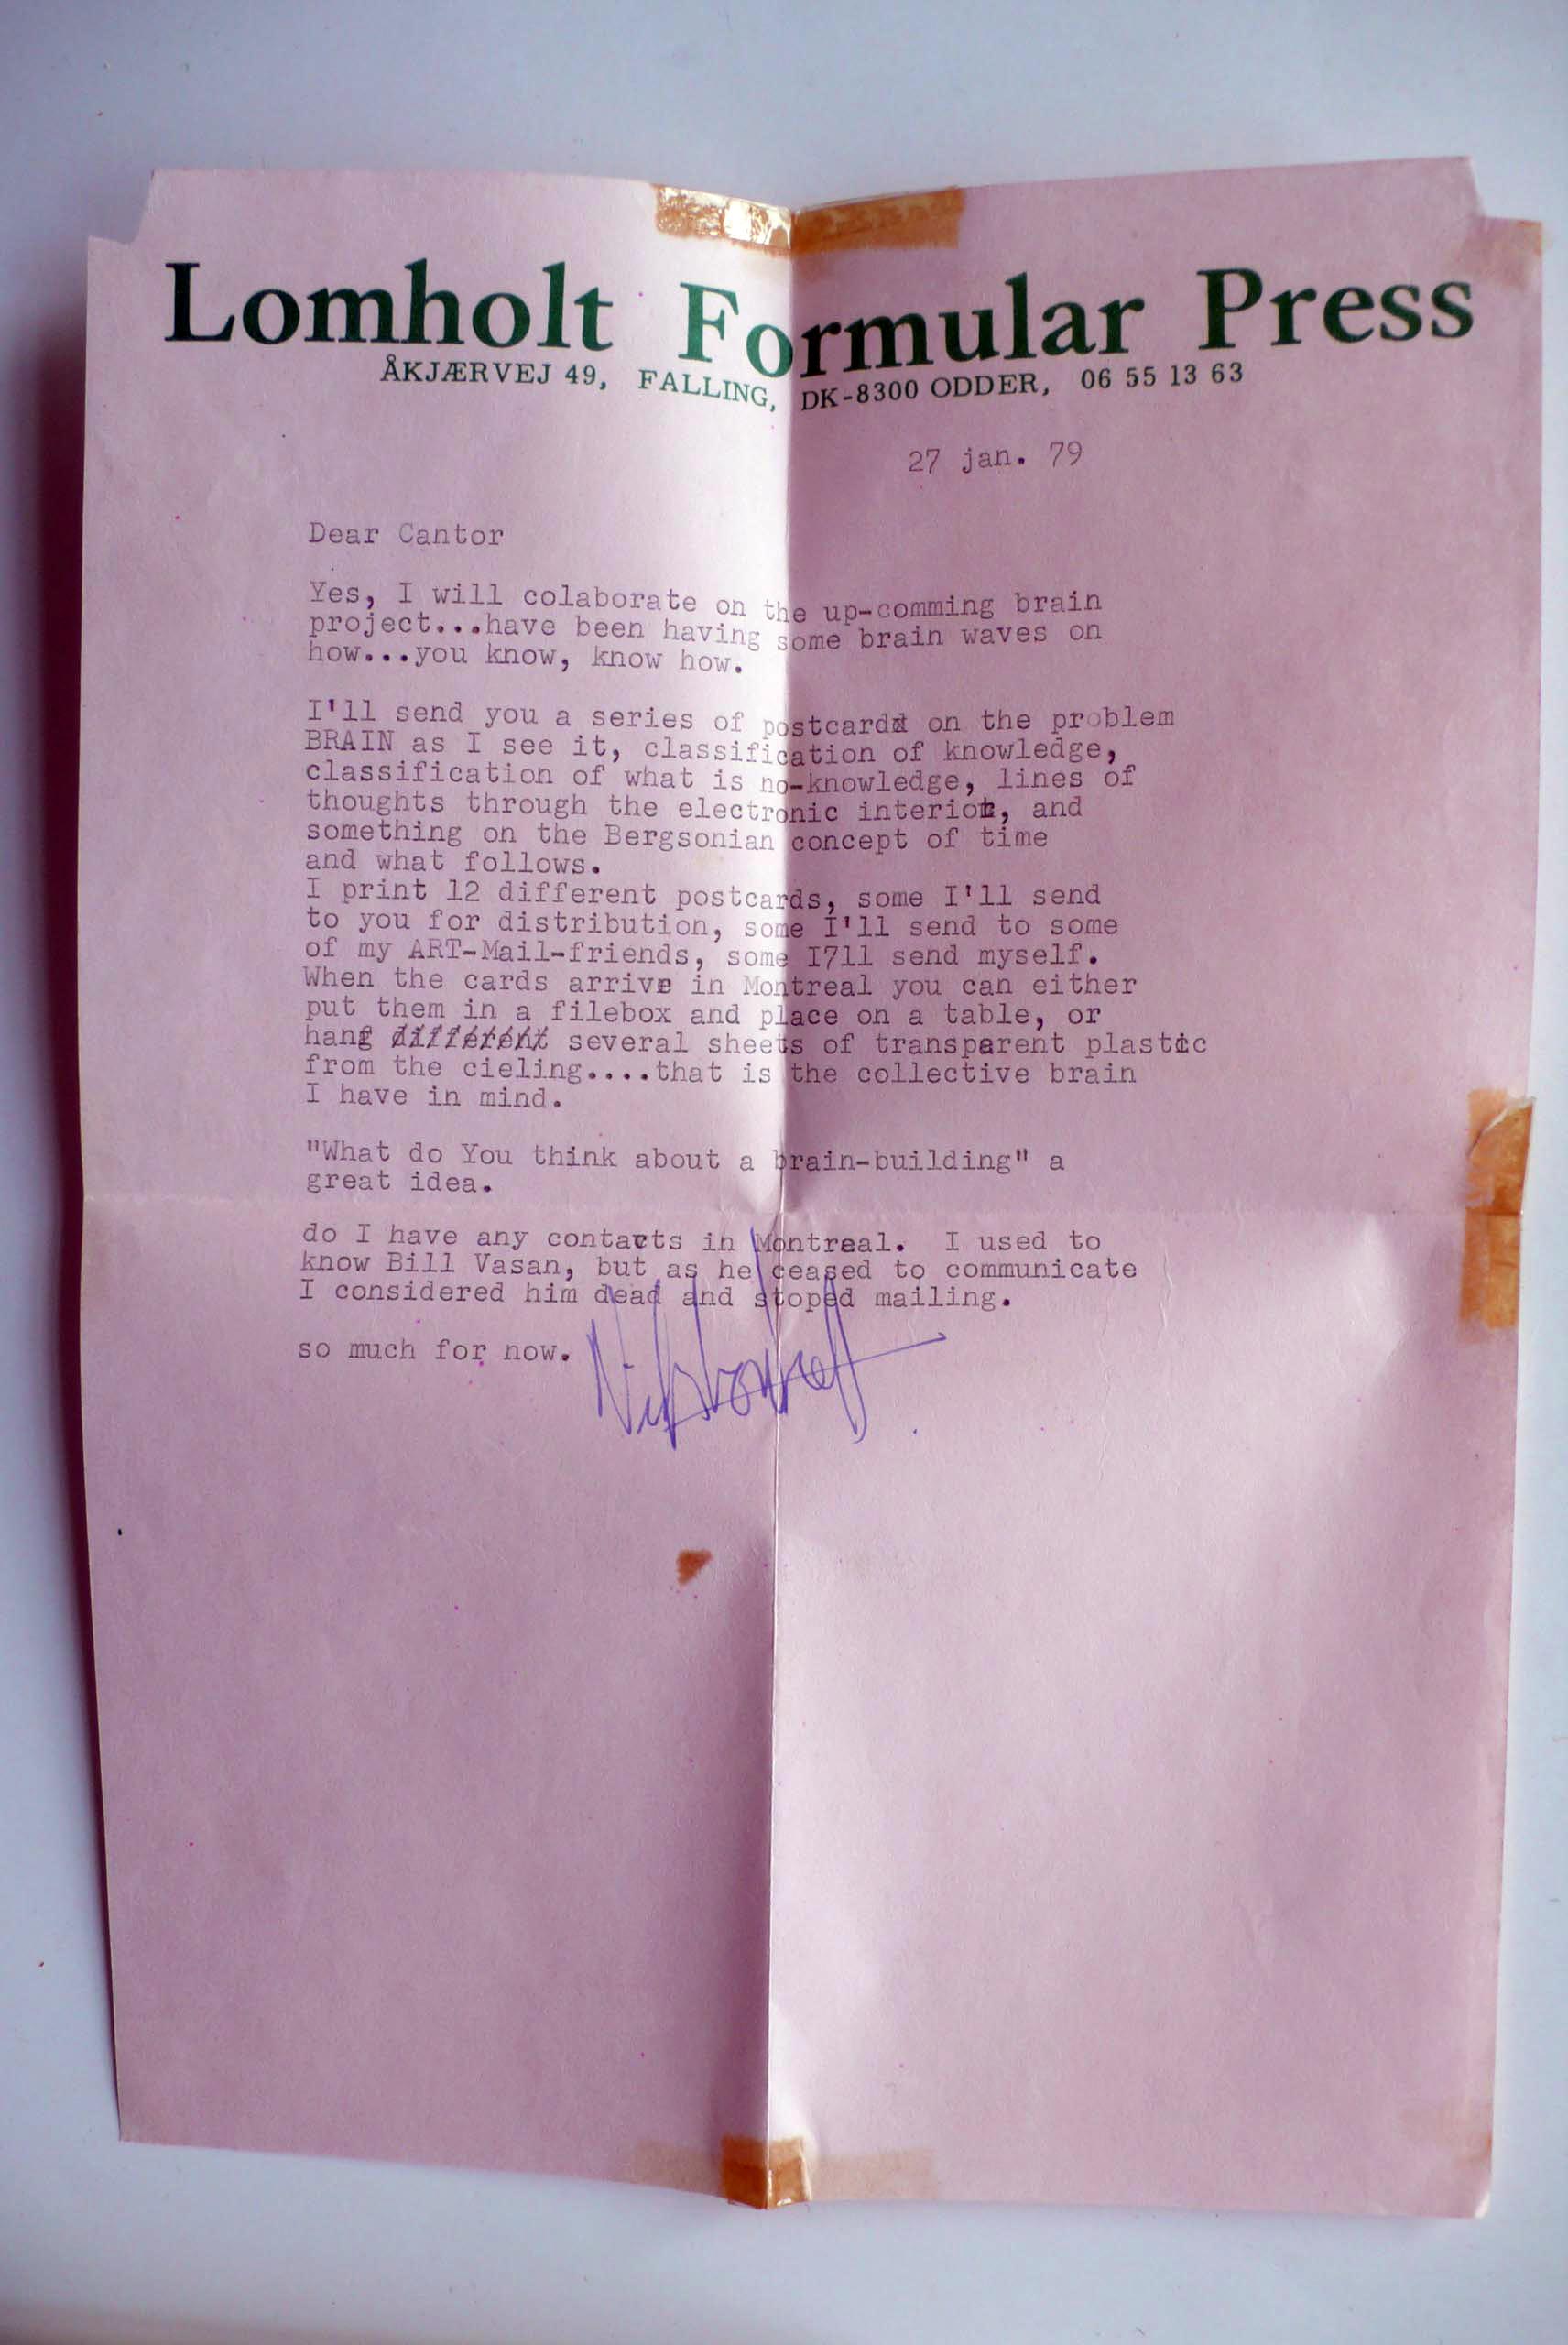 Lomholt Formular Press
ÅKJÆRVEJ 49, FALLING, DK-8300 ODDER, 06 55 13 63
27 jan. 79
Dear Cantor
Yes, I will colaborate on the up-comming brain
project...have been having some brain waves on
how...you know, know how.
I'll send you a series of postcards on the problem
BRAIN as I see it, classification of knowledge,
classification of what is no-knowledge, lines of
thoughts through the electronic interior, and
something on the Bergsonian concept of time
and what follows.
I print 12 different postcards, some I'll send
to you for distribution, some I'll send to some
of my ART-Mail-friends, some I7ll send myself.
When the cards arrive in Montreal you can either
put them in a filebox and place on a table, or
hang different several sheets of transparent plastic
from the cieling....that is the collective brain
I have in mind.
"What do You think about a brain-building" a
great idea.
do I have any contacts in Montreal. I used to
know Bill Vasan, but as he ceased to communicate
I considered him dead and stoped mailing.
so much for now.